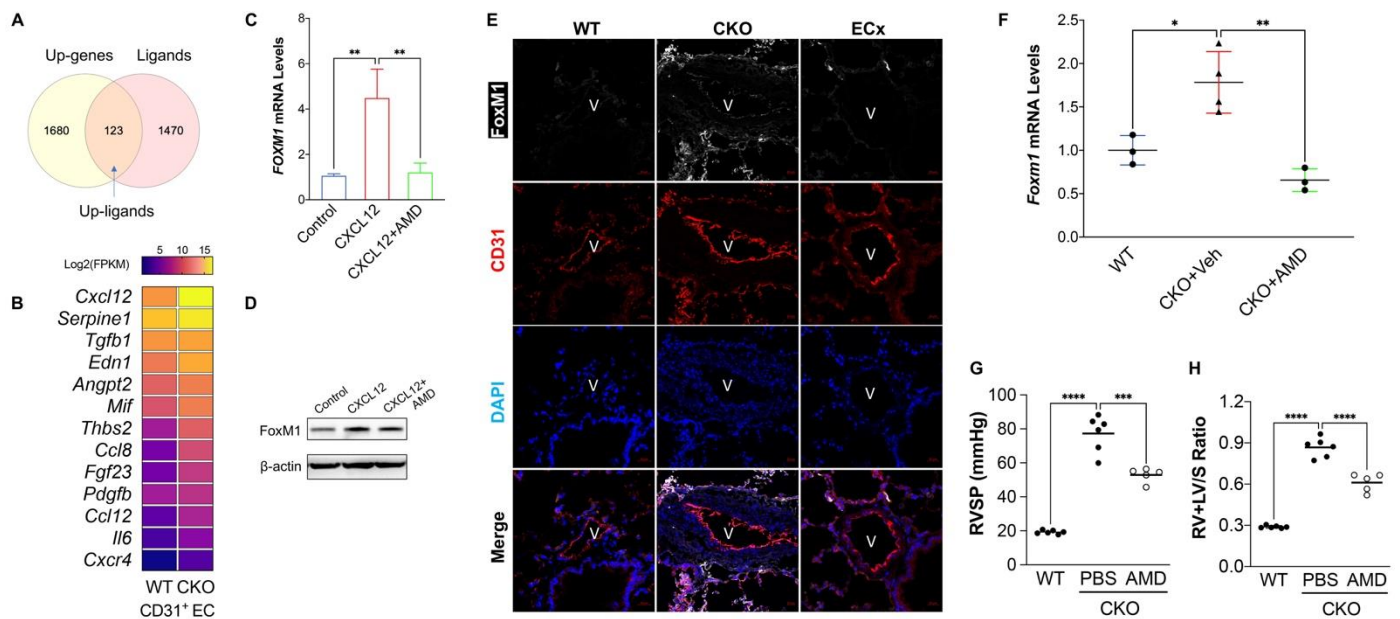 A
Up-genes
Ligands
1680
123
1470
Up-ligands
Log2(FPKM)
5 10 15
B
Cxcl12
Serpine1
Tgfb1
Edn1
Angpt2
Mif
Thbs2
Ccl8
Fgf23
Pdgfb
Ccl12
Il6
Cxcr4
WT CKO
CD31+ EC
C
FOXM1 mRNA Levels
8
6
4
2
0
**
**
Control
CXCL12
CXCL12+AMD
D
Control
CXCL12
CXCL12+
AMD
FoxM1
β-actin
E
WT
CKO
ECx
FoxM1
V
V
V
CD31
V
V
V
DAPI
V
V
V
Merge
V
V
V
F
Foxm1 mRNA Levels
2.5
2.0
1.5
1.0
0.5
0.0
*
**
WT
CKO+Veh
CKO+AMD
G
RVSP (mmHg)
100
80
60
40
20
0
****
***
WT
PBS AMD
CKO
H
RV+LV/S Ratio
1.2
0.9
0.6
0.3
0.0
****
****
WT
PBS AMD
CKO